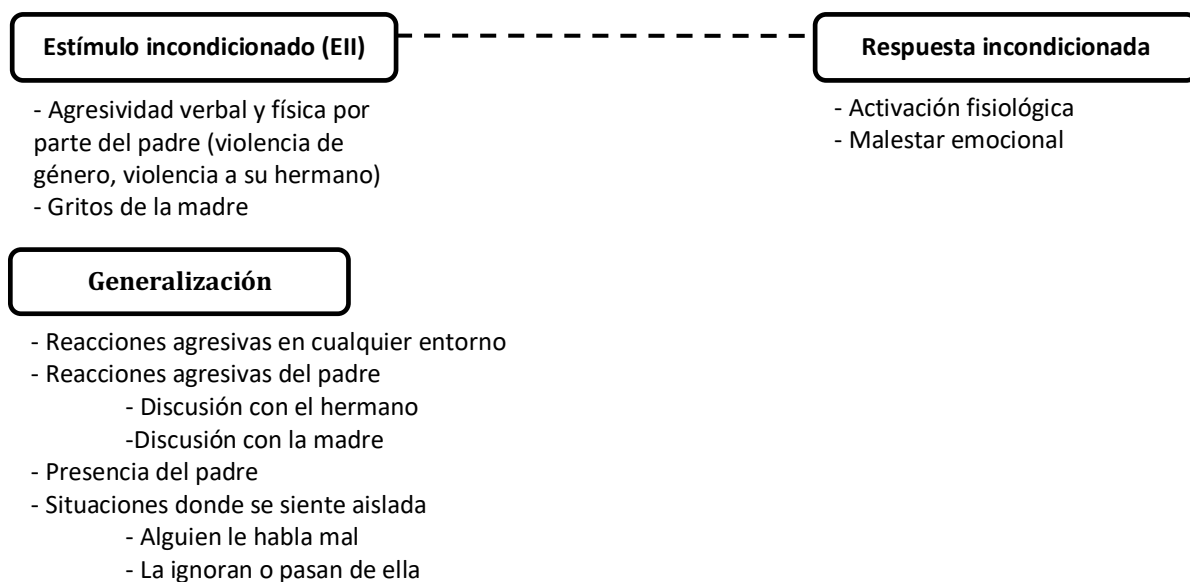 Estímulo incondicionado (EII)
Respuesta incondicionada
- Agresividad verbal y física por
parte del padre (violencia de
género, violencia a su hermano)
- Gritos de la madre
- Activación fisiológica
- Malestar emocional
Generalización
- Reacciones agresivas en cualquier entorno
- Reacciones agresivas del padre
- Discusión con el hermano
-Discusión con la madre
- Presencia del padre
- Situaciones donde se siente aislada
- Alguien le habla mal
- La ignoran o pasan de ella